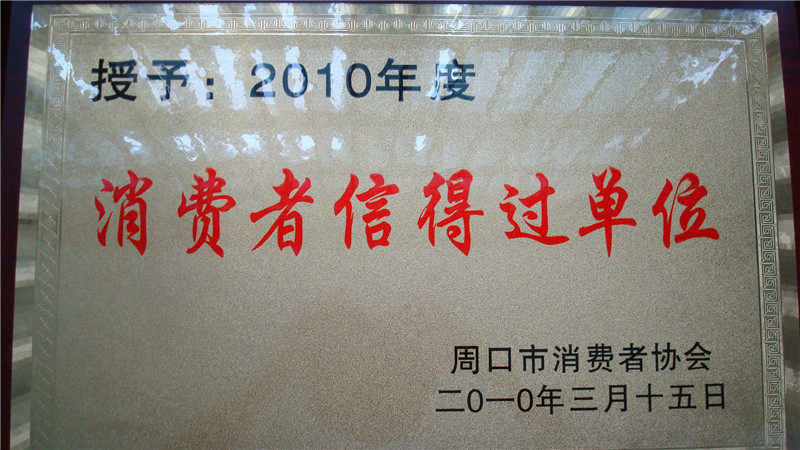 授予：2010年度
消费者信得过单位
周口市消费者协会
二0一0年三月十五日